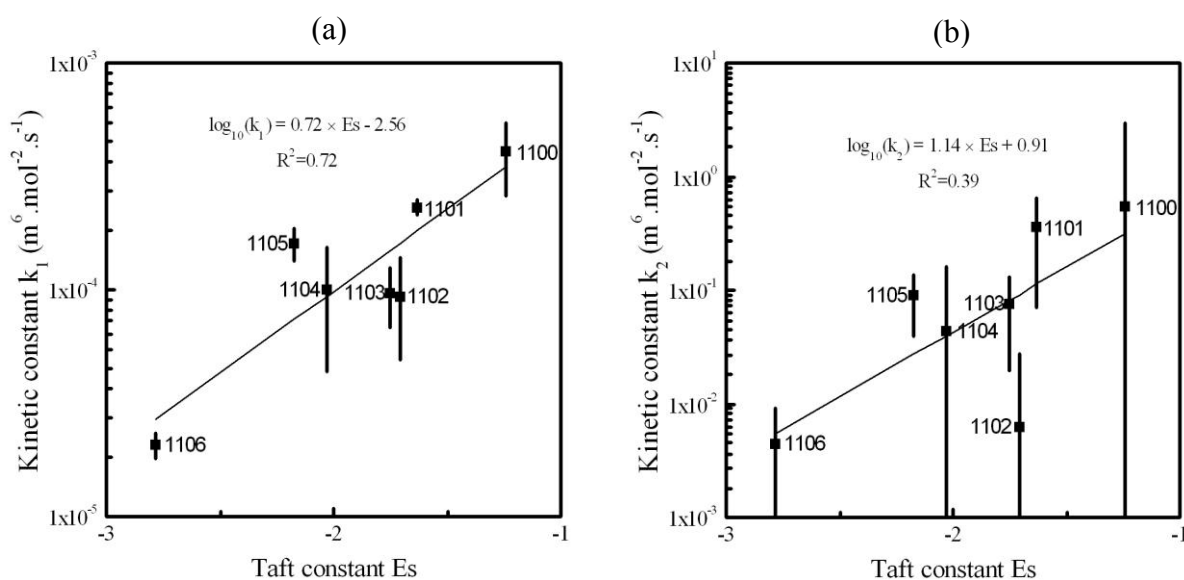 (a)
1x10⁻³
1x10⁻⁴
1x10⁻⁵
Kinetic constant k₁ (m⁶.mol⁻².s⁻¹)
log₁₀(k₁) = 0.72 × Es - 2.56
R²=0.72
1100
1101
1105
1104
1103
1102
1106
-3
-2
-1
Taft constant Es
(b)
1x10¹
1x10⁰
1x10⁻¹
1x10⁻²
1x10⁻³
Kinetic constant k₂ (m⁶.mol⁻².s⁻¹)
log₁₀(k₂) = 1.14 × Es + 0.91
R²=0.39
1100
1101
1105
1103
1104
1102
1106
-3
-2
-1
Taft constant Es